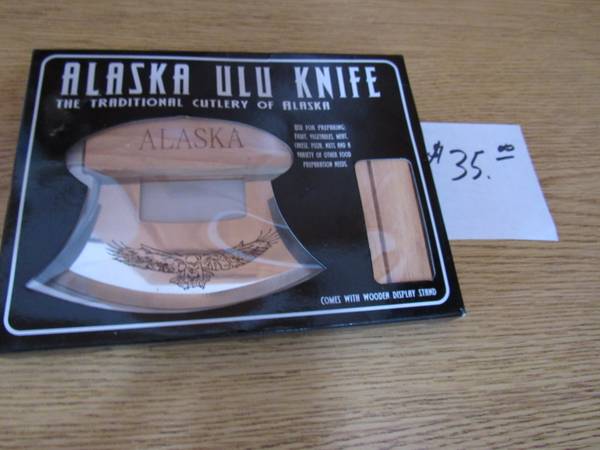 ALASKA ULU KNIFE
THE TRADITIONAL CUTLERY OF ALASKA
ALASKA
USE FOR PREPARING:
FRUIT, VEGETABLES, MEAT,
CHEESE, PIZZA, NUTS AND A
VARIETY OF OTHER FOOD
PREPARATION NEEDS.
COMES WITH WOODEN DISPLAY STAND
$35.00